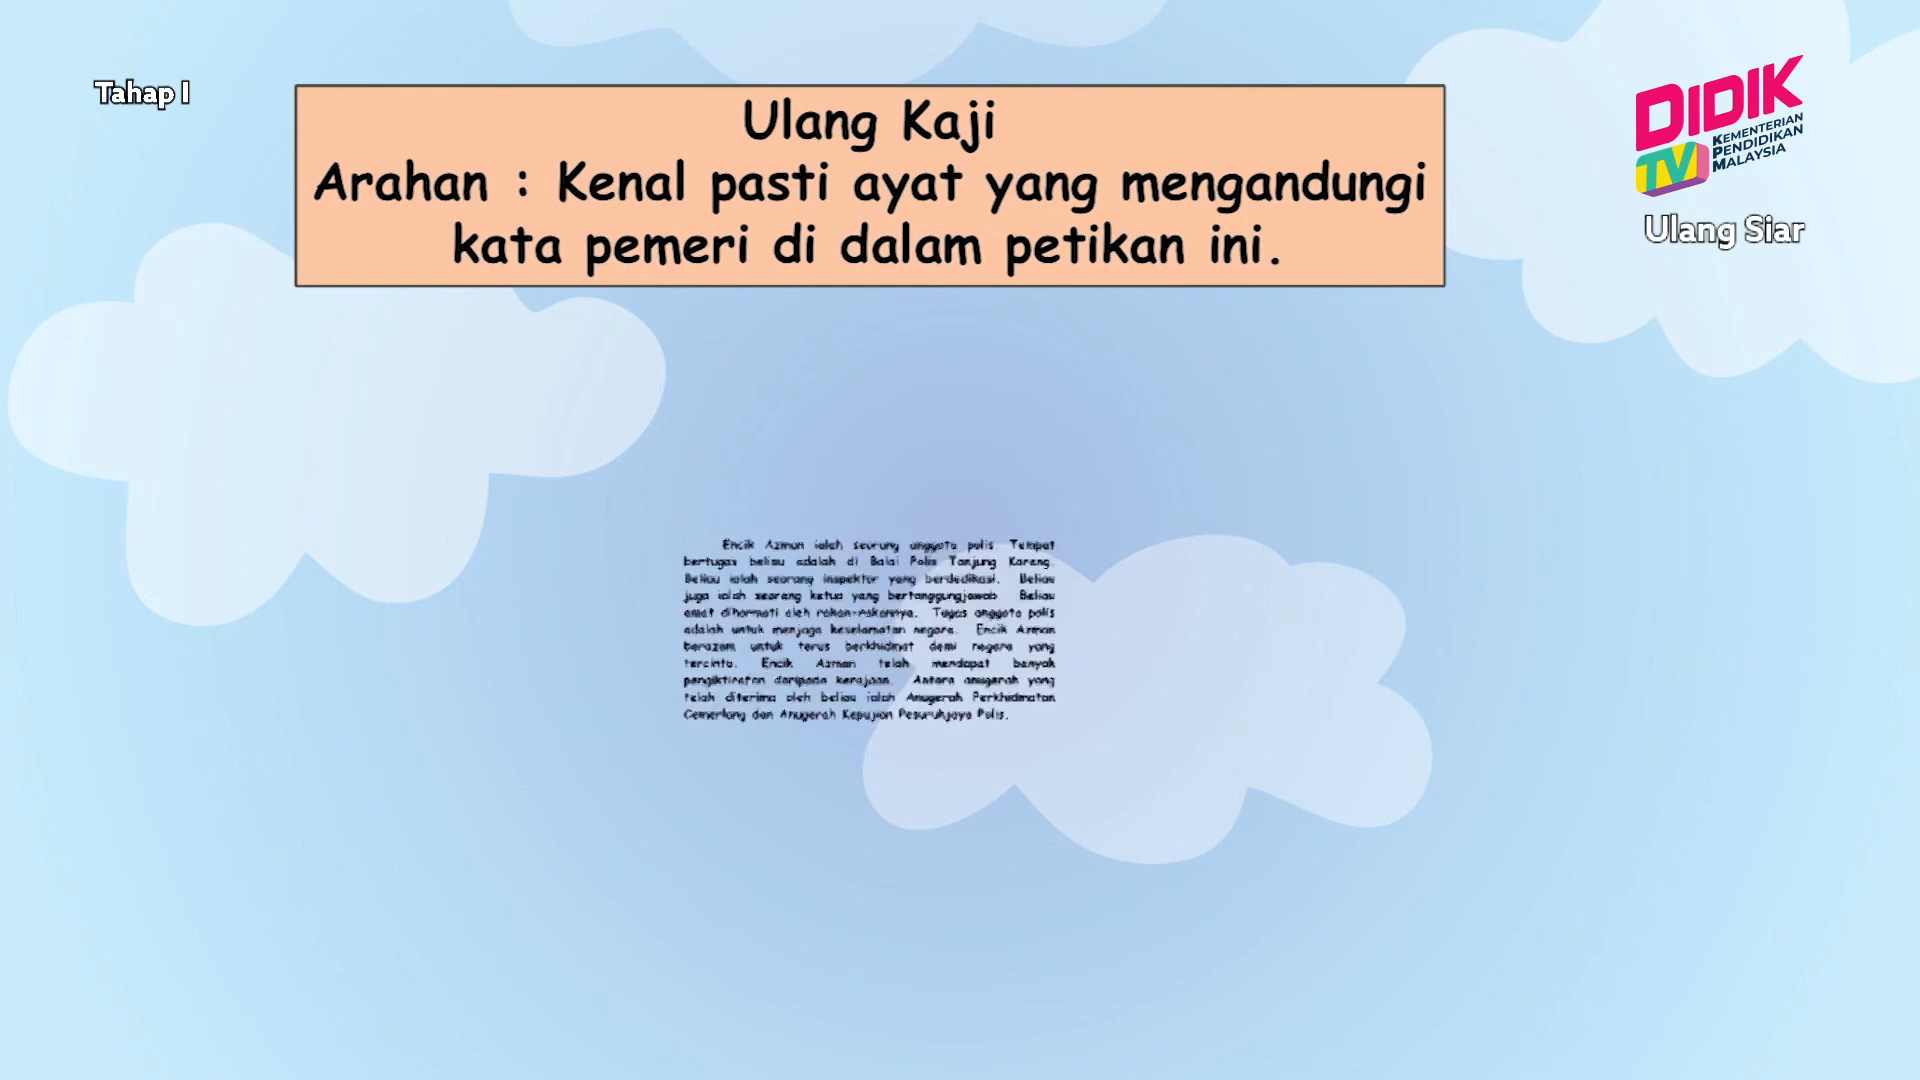 Tahap I
Ulang Kaji
Arahan : Kenal pasti ayat yang mengandungi
kata pemeri di dalam petikan ini.
DIDIK
TV
KEMENTERIAN
PENDIDIKAN
MALAYSIA
Ulang Siar
Encik Azman ialah seorang anggota polis. Tempat
bertugas beliau adalah di Balai Polis Tanjung Karang.
Beliau ialah seorang inspektor yang berdedikasi. Beliau
juga ialah seorang ketua yang bertanggungjawab. Beliau
amat dihormati oleh rakan-rakannya. Tugas anggota polis
adalah untuk menjaga keselamatan negara. Encik Azman
berazam untuk terus berkhidmat demi negara yang
tercinta. Encik Azman telah mendapat banyak
pengiktirafan daripada kerajaan. Antara anugerah yang
telah diterima oleh beliau ialah Anugerah Perkhidmatan
Cemerlang dan Anugerah Kepujian Pesuruhjaya Polis.